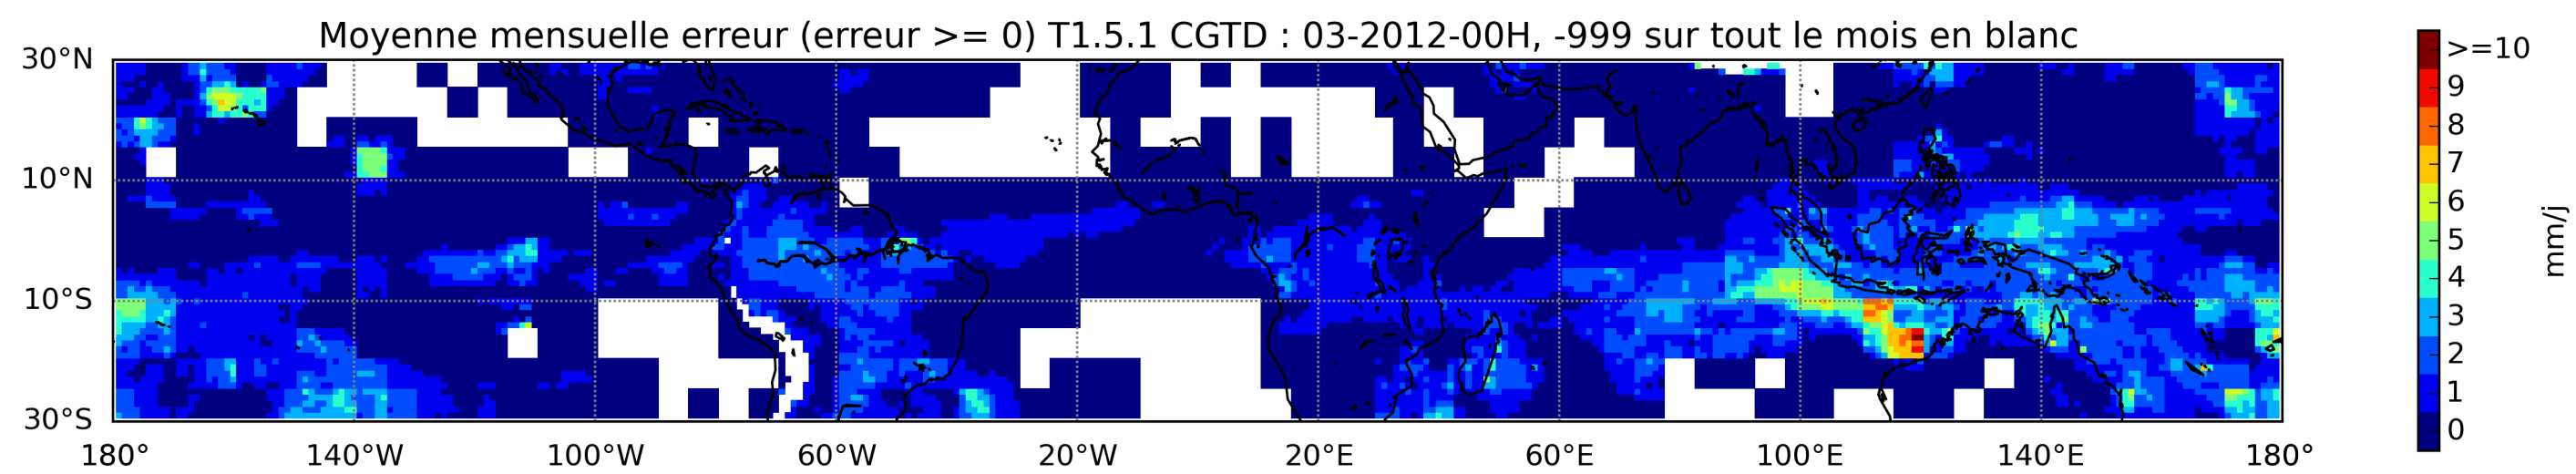 Moyenne mensuelle erreur (erreur >= 0) T1.5.1 CGTD : 03-2012-00H, -999 sur tout le mois en blanc
30°N
10°N
10°S
30°S
180° 140°W 100°W 60°W 20°W 20°E 60°E 100°E 140°E 180°
>=10
9
8
7
6
5
4
3
2
1
0
mm/j